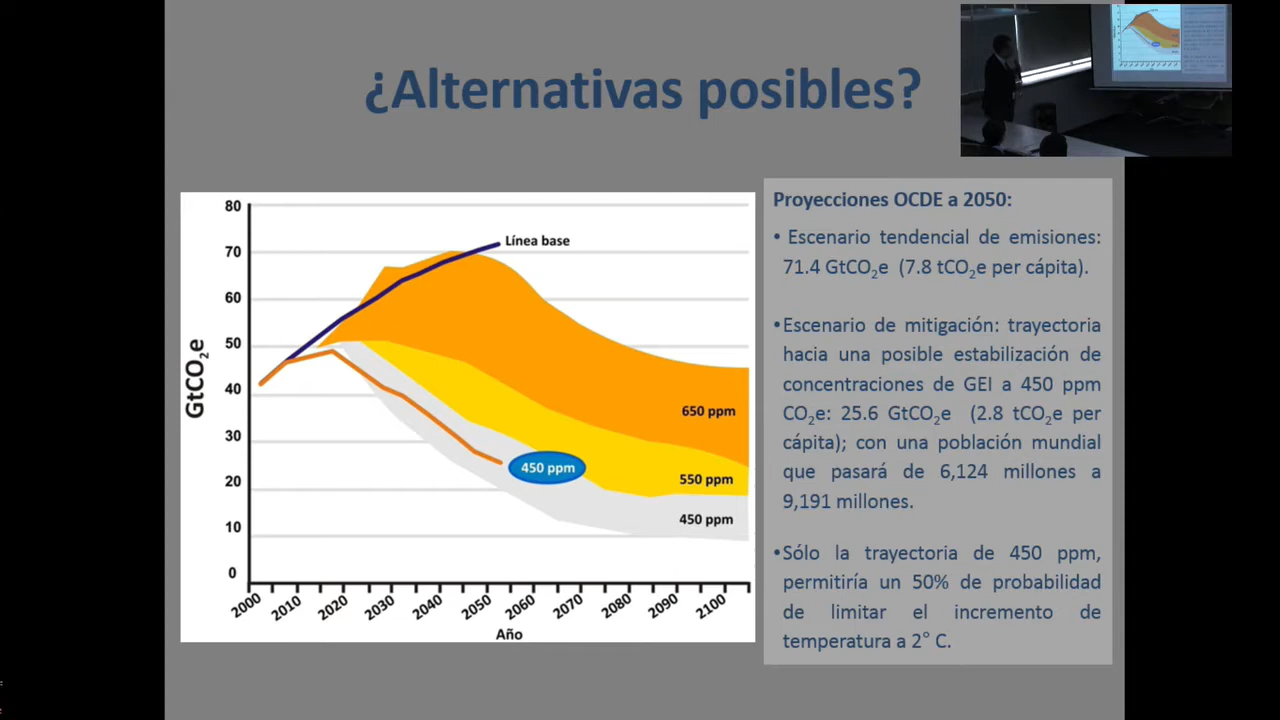 ¿Alternativas posibles?
80
70
60
50
40
30
20
10
0
GtCO₂e
Línea base
650 ppm
550 ppm
450 ppm
450 ppm
2000
2010
2020
2030
2040
2050
2060
2070
2080
2090
2100
Año
Proyecciones OCDE a 2050:
• Escenario tendencial de emisiones:
71.4 GtCO₂e (7.8 tCO₂e per cápita).
•Escenario de mitigación: trayectoria
hacia una posible estabilización de
concentraciones de GEI a 450 ppm
CO₂e: 25.6 GtCO₂e (2.8 tCO₂e per
cápita); con una población mundial
que pasará de 6,124 millones a
9,191 millones.
•Sólo la trayectoria de 450 ppm,
permitiría un 50% de probabilidad
de limitar el incremento de
temperatura a 2° C.